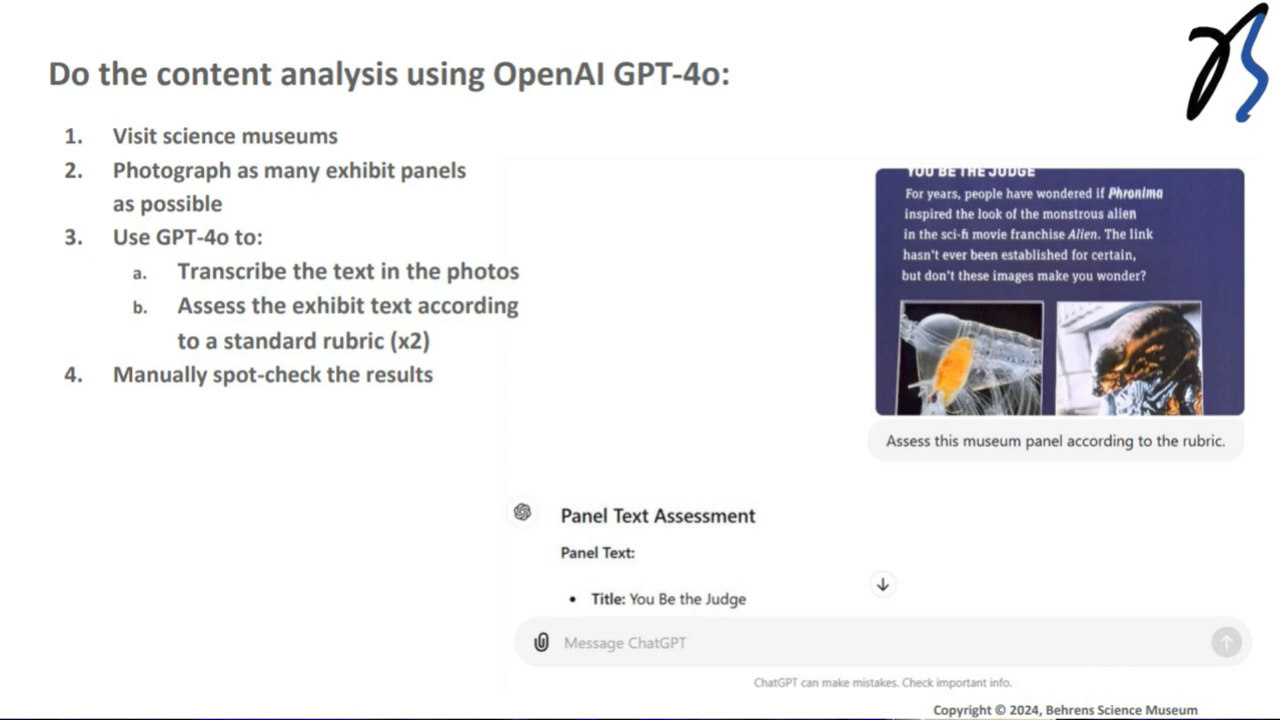 Do the content analysis using OpenAI GPT-4o:
1. Visit science museums
2. Photograph as many exhibit panels
as possible
3. Use GPT-4o to:
a. Transcribe the text in the photos
b. Assess the exhibit text according
to a standard rubric (x2)
4. Manually spot-check the results
YOU BE THE JUDGE
For years, people have wondered if Phronima
inspired the look of the monstrous alien
in the sci-fi movie franchise Alien. The link
hasn't ever been established for certain,
but don't these images make you wonder?
Assess this museum panel according to the rubric.
Panel Text Assessment
Panel Text:
• Title: You Be the Judge
Message ChatGPT
ChatGPT can make mistakes. Check important info.
Copyright © 2024, Behrens Science Museum